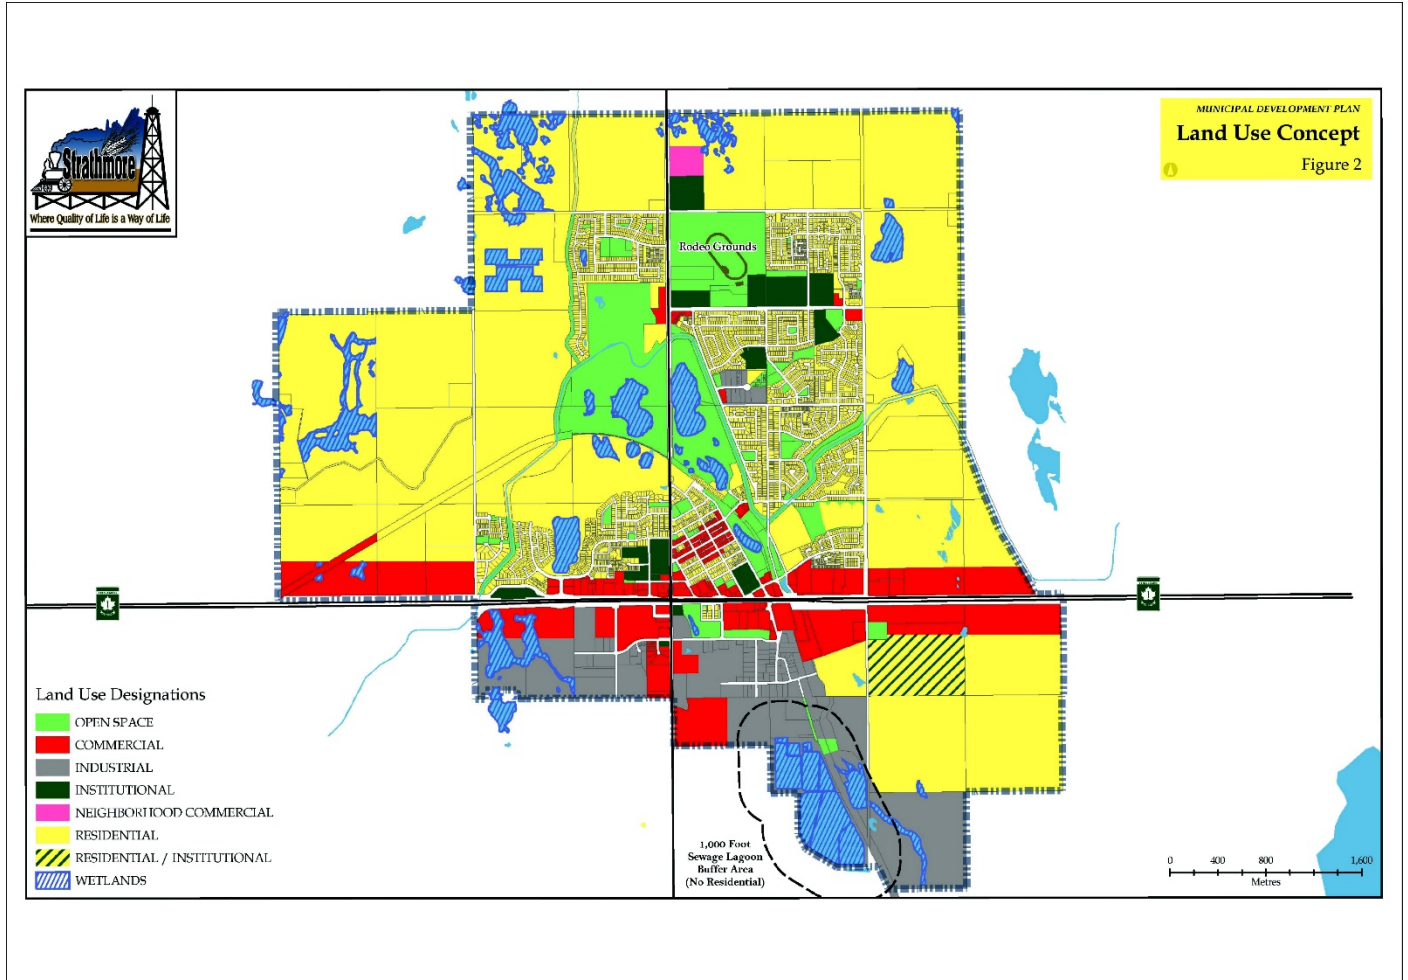 Strathmore
Where Quality of Life is a Way of Life
MUNICIPAL DEVELOPMENT PLAN
Land Use Concept
Figure 2
Rodeo Grounds
1
1
Land Use Designations
OPEN SPACE
COMMERCIAL
INDUSTRIAL
INSTITUTIONAL
NEIGHBORHOOD COMMERCIAL
RESIDENTIAL
RESIDENTIAL / INSTITUTIONAL
WETLANDS
1,000 Foot
Sewage Lagoon
Buffer Area
(No Residential)
0 400 800 1,600
Metres